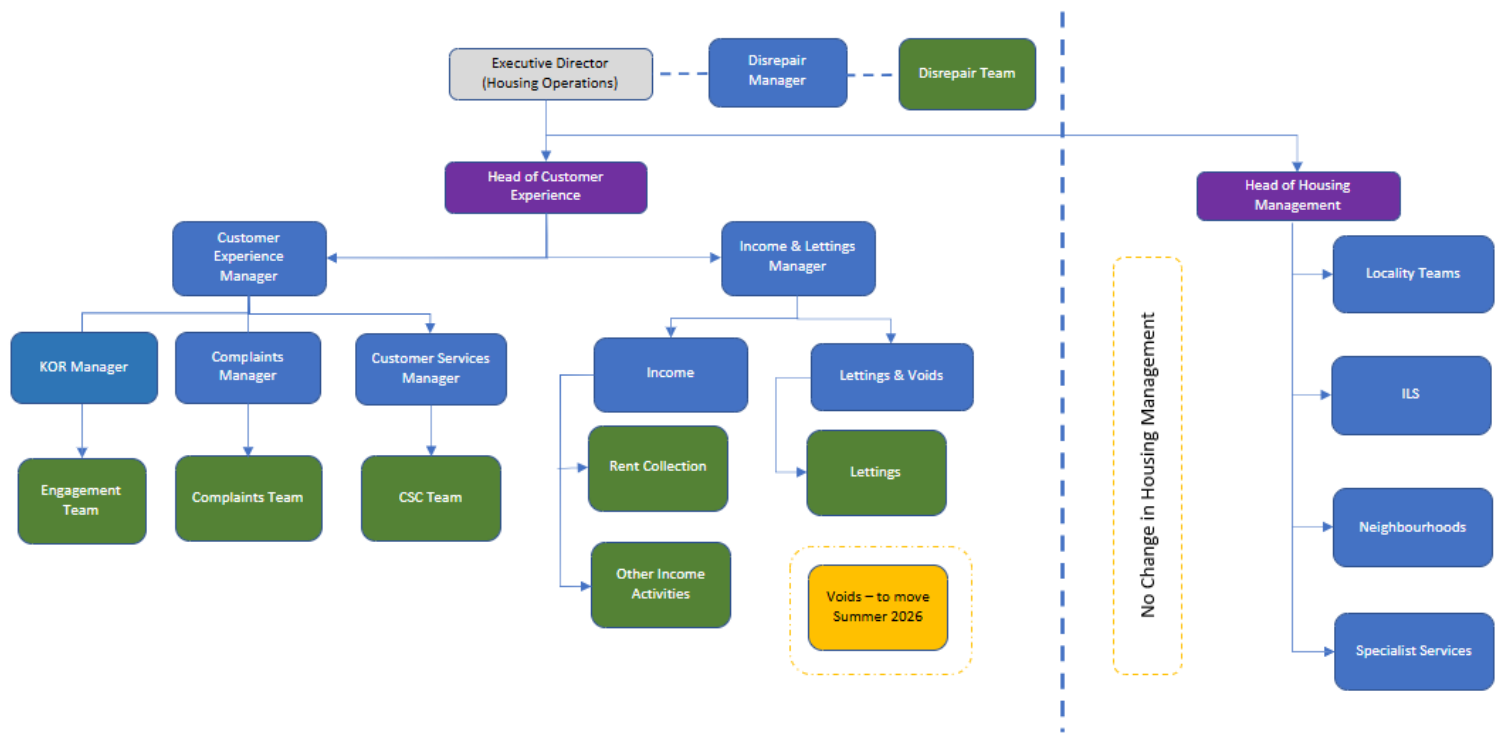 Executive Director
(Housing Operations)
Disrepair
Manager
Disrepair Team
Head of Customer
Experience
Head of Housing
Management
Customer
Experience
Manager
Income & Lettings
Manager
Locality Teams
KOR Manager
Complaints
Manager
Customer Services
Manager
Income
Lettings & Voids
ILS
Engagement
Team
Complaints Team
CSC Team
Rent Collection
Lettings
Neighbourhoods
Other Income
Activities
Voids – to move
Summer 2026
Specialist Services
No Change in Housing Management